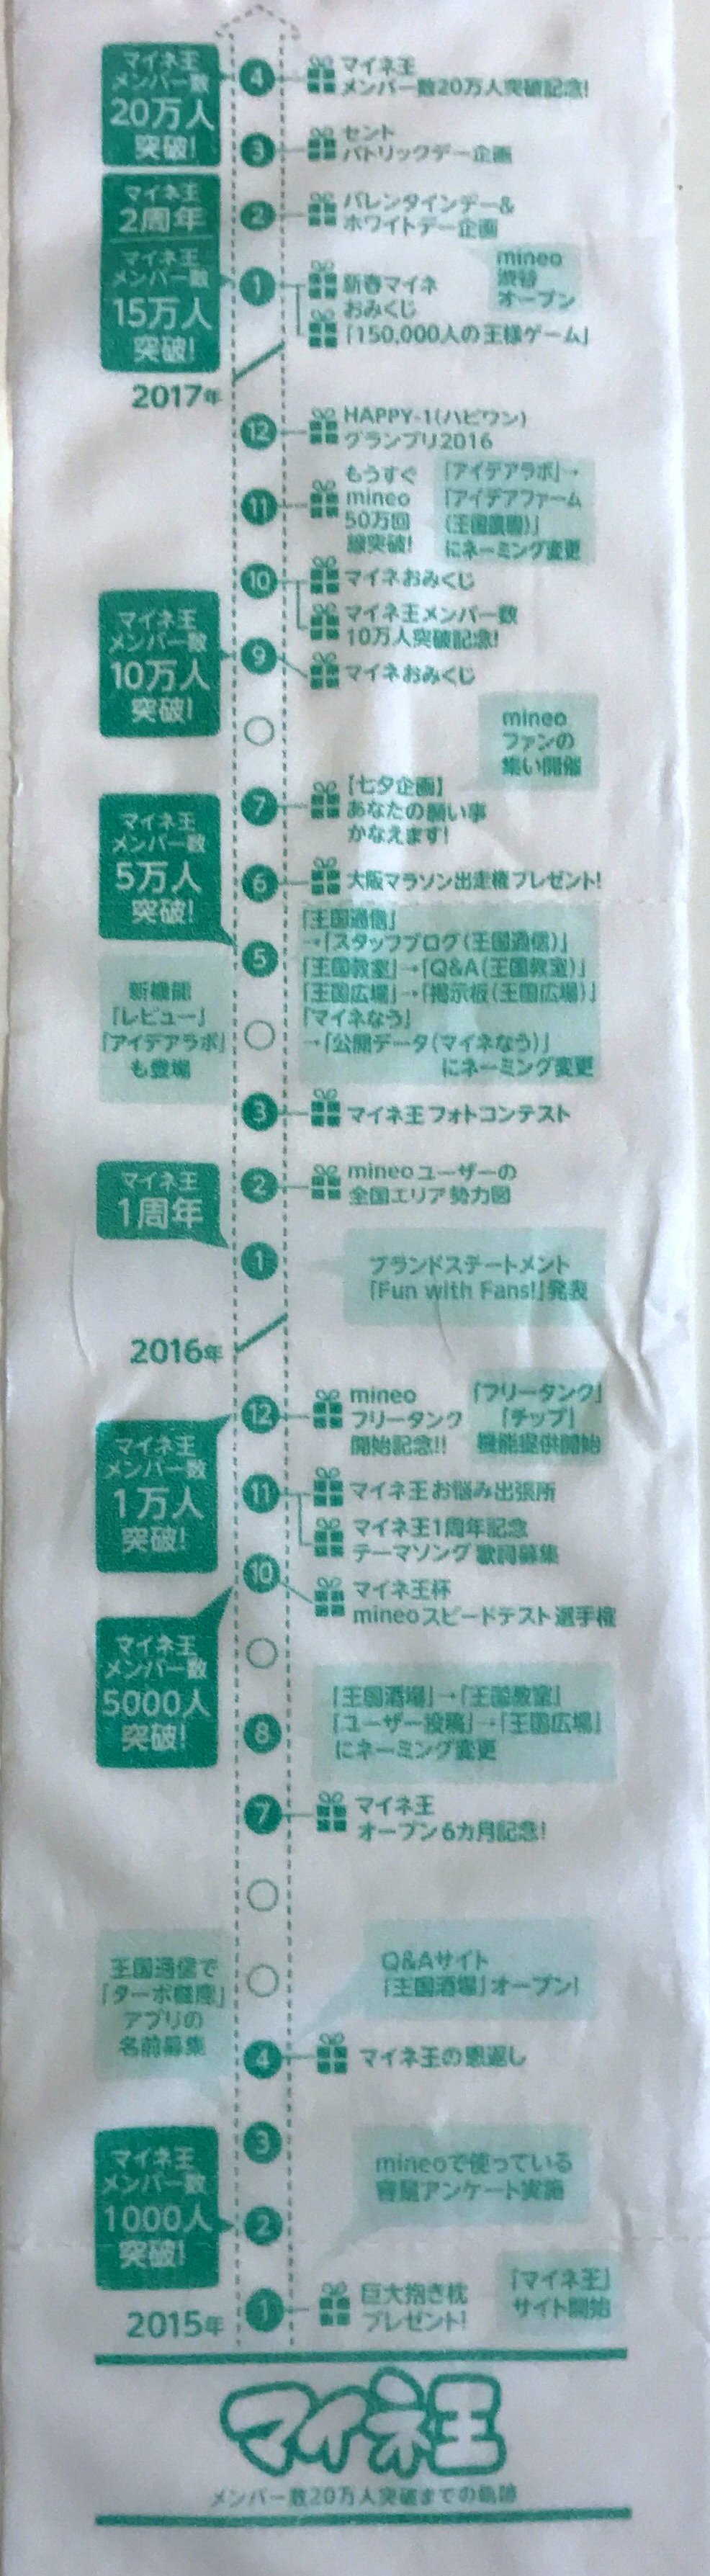 マイネ王
メンバー数
20万人
突破!
4
マイネ王
メンバー数20万人突破記念!
3
セント
パトリックデー企画
マイネ王
2周年
2
バレンタインデー&
ホワイトデー企画
マイネ王
メンバー数
15万人
突破!
1
新春マイネ
おみくじ
「150,000人の王様ゲーム」
mineo
渋谷
オープン
2017年
12
HAPPY-1(ハピワン)
グランプリ2016
11
もうすぐ
mineo
50万回
線突破!
「アイデアラボ」→
「アイデアファーム
(王国農園)」
にネーミング変更
10
マイネおみくじ
マイネ王メンバー数
10万人突破記念!
マイネ王
メンバー数
10万人
突破!
9
マイネおみくじ
mineo
ファンの
集い開催
7
【七夕企画】
あなたの願い事
かなえます!
マイネ王
メンバー数
5万人
突破!
6
大阪マラソン出走権プレゼント!
5
「王国通信」
→「スタッフブログ(王国通信)」
「王国教室」→「Q&A(王国教室)」
「王国広場」→「掲示板(王国広場)」
「マイネなう」
→「公開データ(マイネなう)」
にネーミング変更
新機能
「レビュー」
「アイデアラボ」
も登場
3
マイネ王フォトコンテスト
2
mineoユーザーの
全国エリア勢力図
マイネ王
1周年
1
ブランドステートメント
「Fun with Fans!」発表
2016年
12
mineo
フリータンク
開始記念!!
「フリータンク」
「チップ」
機能提供開始
マイネ王
メンバー数
1万人
突破!
11
マイネ王お悩み出張所
マイネ王1周年記念
テーマソング歌詞募集
10
マイネ王杯
mineoスピードテスト選手権
マイネ王
メンバー数
5000人
突破!
8
「王国酒場」→「王国教室」
「ユーザー投稿」→「王国広場」
にネーミング変更
7
マイネ王
オープン6カ月記念!
Q&Aサイト
「王国酒場」オープン!
王国通信で
「ターボ機能」
アプリの
名前募集
4
マイネ王の恩返し
3
mineoで使っている
容量アンケート実施
マイネ王
メンバー数
1000人
突破!
2
1
巨大抱き枕
プレゼント!
「マイネ王」
サイト開始
2015年
マイネ王
メンバー数20万人突破までの軌跡